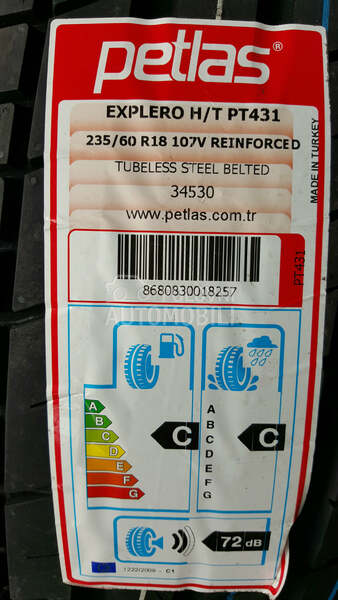 petlas®
EXPLERO H/T PT431
235/60 R18 107V REINFORCED
TUBELESS STEEL BELTED
34530
www.petlas.com.tr
MADE IN TURKEY
8680830018257
PT431
AUTOMOBILI
A
B
C
D
E
F
G
C
A
B
C
D
E
F
G
C
72 dB
1222/2009 - C1